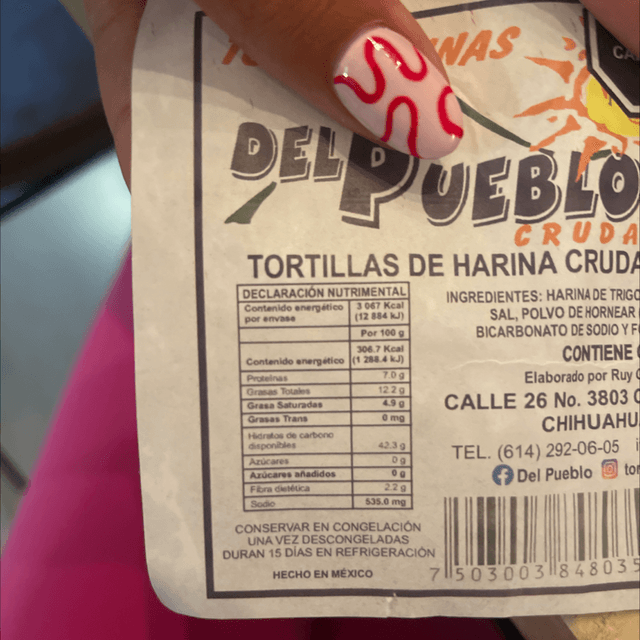 DEL PUEBLO
CRUDA
TORTILLAS DE HARINA CRUDA
DECLARACIÓN NUTRIMENTAL
Contenido energético por envase 3 067 Kcal (12 884 kJ)
Por 100 g
Contenido energético 306.7 Kcal (1 288.4 kJ)
Proteínas 7.0 g
Grasas Totales 12.2 g
Grasa Saturadas 4.9 g
Grasas Trans 0 mg
Hidratos de carbono disponibles 42.3 g
Azúcares 0 g
Azúcares añadidos 0 g
Fibra dietética 2.2 g
Sodio 535.0 mg
CONSERVAR EN CONGELACIÓN
UNA VEZ DESCONGELADAS
DURAN 15 DÍAS EN REFRIGERACIÓN
HECHO EN MÉXICO
INGREDIENTES: HARINA DE TRIGO
SAL, POLVO DE HORNEAR
BICARBONATO DE SODIO Y
CONTIENE
Elaborado por Ruy
CALLE 26 No. 3803
CHIHUAHU
TEL. (614) 292-06-05
Del Pueblo
7 503003 848035